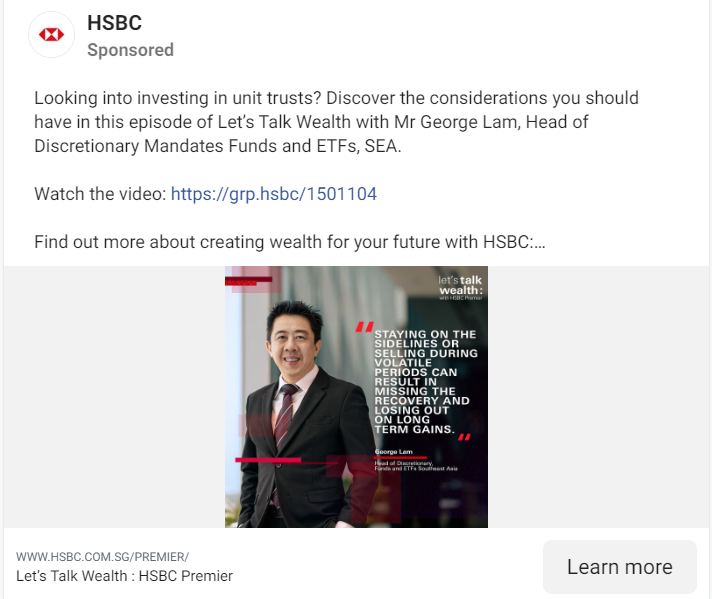 HSBC
Sponsored
Looking into investing in unit trusts? Discover the considerations you should
have in this episode of Let’s Talk Wealth with Mr George Lam, Head of
Discretionary Mandates Funds and ETFs, SEA.
Watch the video: https://grp.hsbc/1501104
Find out more about creating wealth for your future with HSBC:...
let's talk
wealth:
with HSBC Premier
“
STAYING ON THE
SIDELINES OR
SELLING DURING
VOLATILE
PERIODS CAN
RESULT IN
MISSING THE
RECOVERY AND
LOSING OUT
ON LONG
TERM GAINS.
“
George Lam
Head of Discretionary,
Funds and ETFs Southeast Asia
WWW.HSBC.COM.SG/PREMIER/
Let’s Talk Wealth : HSBC Premier
Learn more